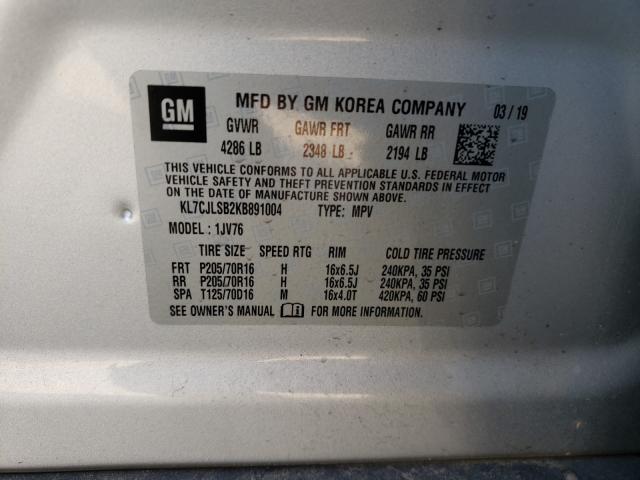 GM
MFD BY GM KOREA COMPANY 03/19
GVWR GAWR FRT GAWR RR
4286 LB 2348 LB 2194 LB
THIS VEHICLE CONFORMS TO ALL APPLICABLE U.S. FEDERAL MOTOR
VEHICLE SAFETY AND THEFT PREVENTION STANDARDS IN EFFECT
ON THE DATE OF MANUFACTURE SHOWN ABOVE.
KL7CJLSB2KB891004 TYPE: MPV
MODEL: 1JV76
TIRE SIZE SPEED RTG RIM COLD TIRE PRESSURE
FRT P205/70R16 H 16x6.5J 240KPA, 35 PSI
RR P205/70R16 H 16x6.5J 240KPA, 35 PSI
SPA T125/70D16 M 16x4.0T 420KPA, 60 PSI
SEE OWNER'S MANUAL FOR MORE INFORMATION.